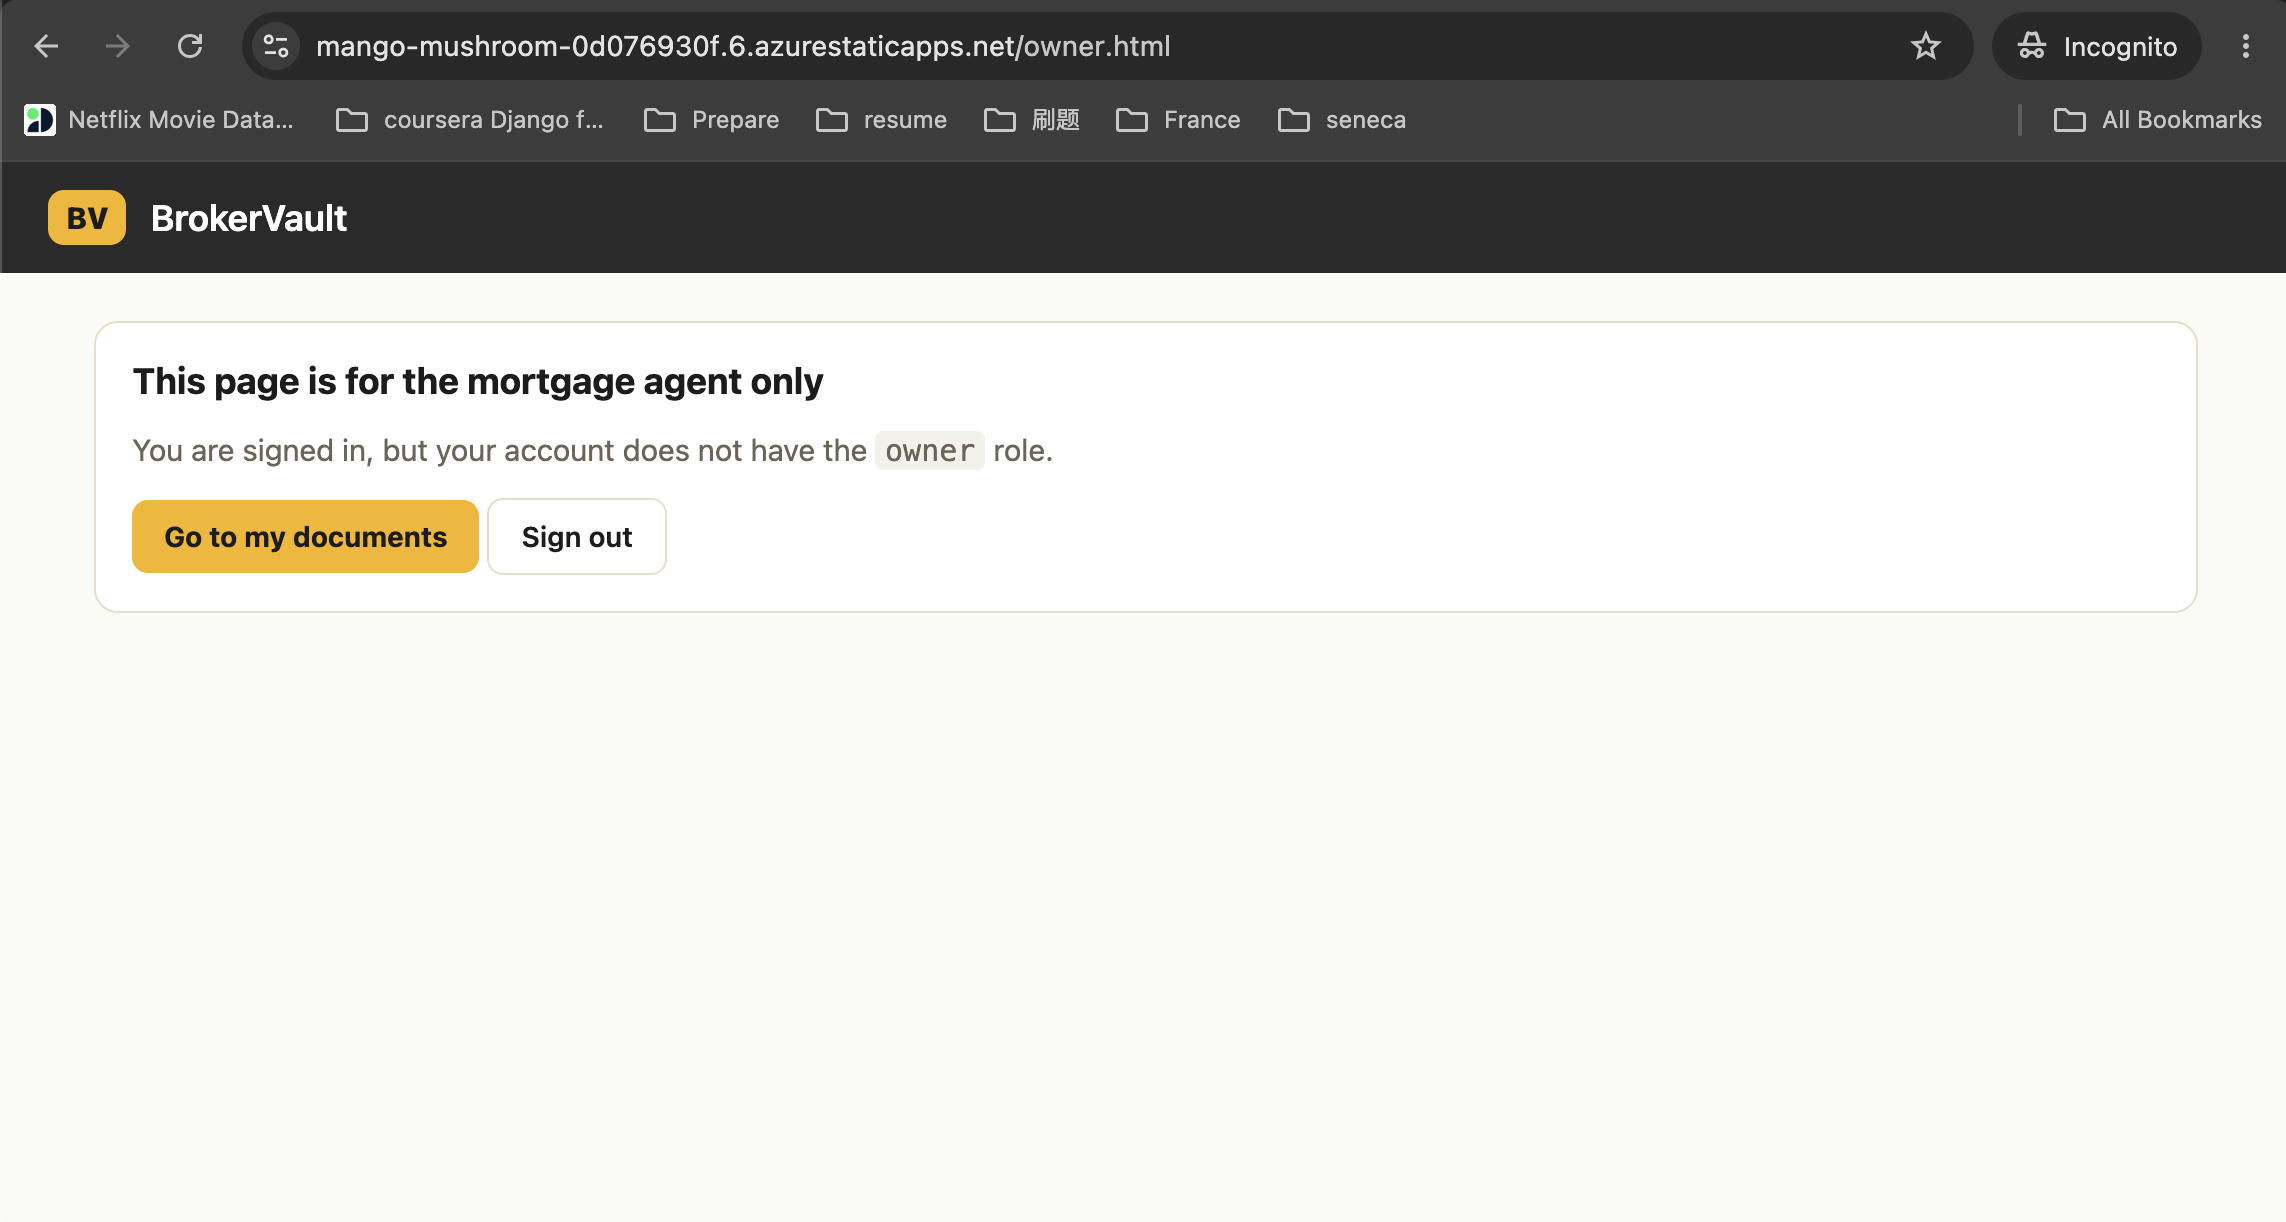 mango-mushroom-0d076930f.6.azurestaticapps.net/owner.html
Incognito
Netflix Movie Data...
coursera Django f...
Prepare
resume
刷题
France
seneca
All Bookmarks
BV BrokerVault
This page is for the mortgage agent only
You are signed in, but your account does not have the owner role.
Go to my documents
Sign out